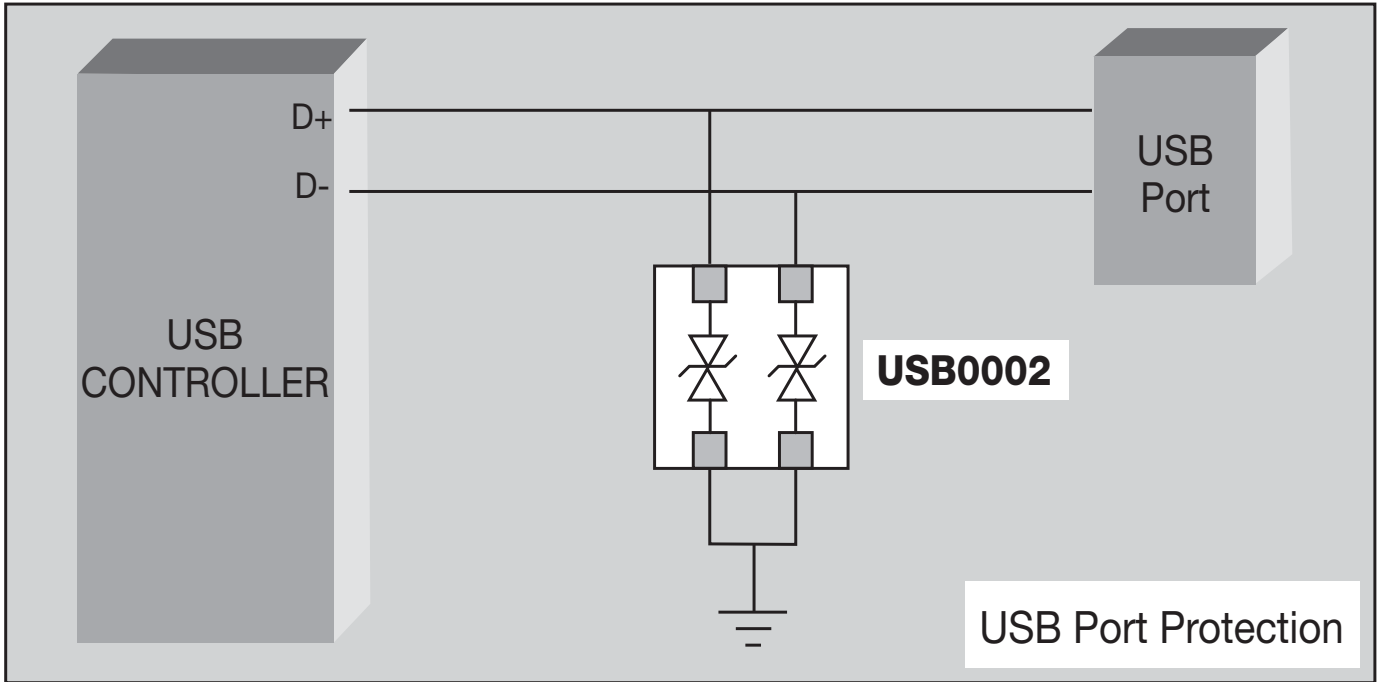 D+
D-
USB
CONTROLLER
USB
Port
USB0002
USB Port Protection